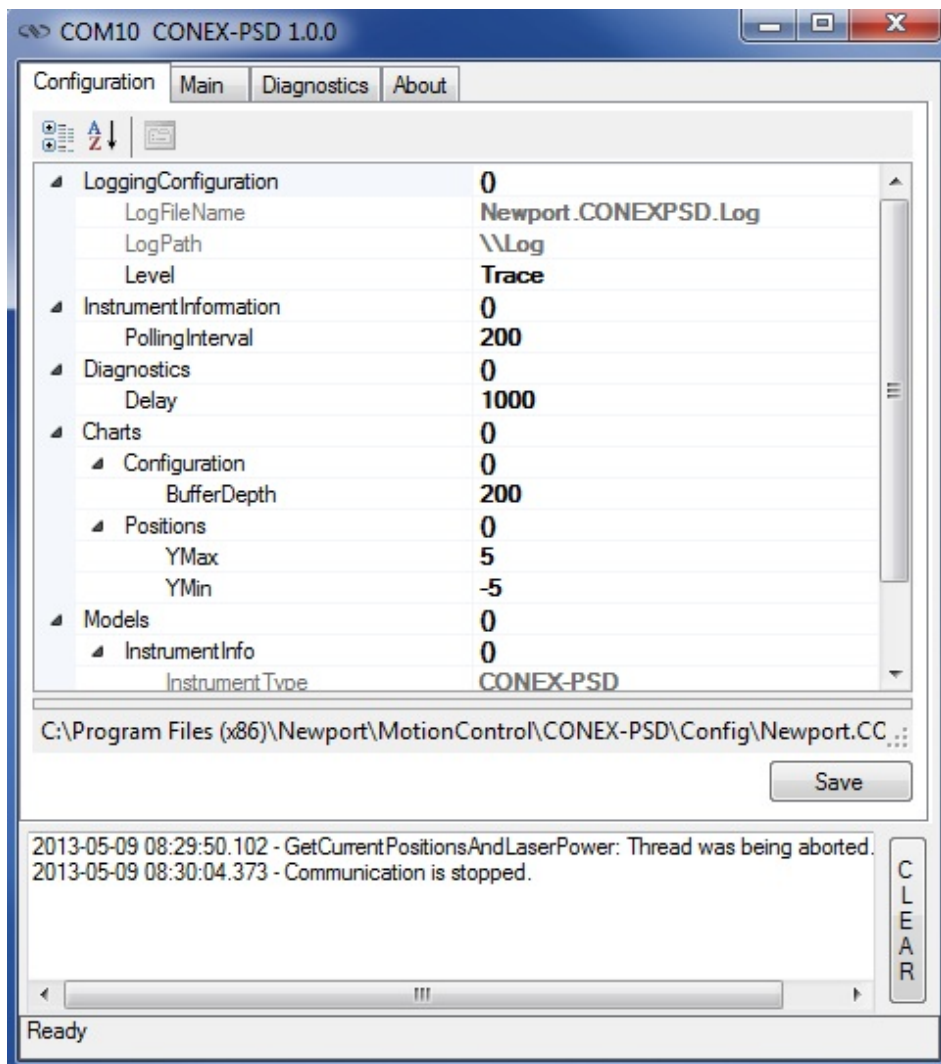 COM10 CONEX-PSD 1.0.0
Configuration Main Diagnostics About
A
Z
LoggingConfiguration ()
LogFileName Newport.CONEXPSD.Log
LogPath \\Log
Level Trace
InstrumentInformation ()
PollingInterval 200
Diagnostics ()
Delay 1000
Charts ()
Configuration ()
BufferDepth 200
Positions ()
YMax 5
YMin -5
Models ()
InstrumentInfo ()
InstrumentType CONEX-PSD
C:\Program Files (x86)\Newport\MotionControl\CONEX-PSD\Config\Newport.CC
Save
2013-05-09 08:29:50.102 - GetCurrentPositionsAndLaserPower: Thread was being aborted.
2013-05-09 08:30:04.373 - Communication is stopped.
CLEAR
Ready